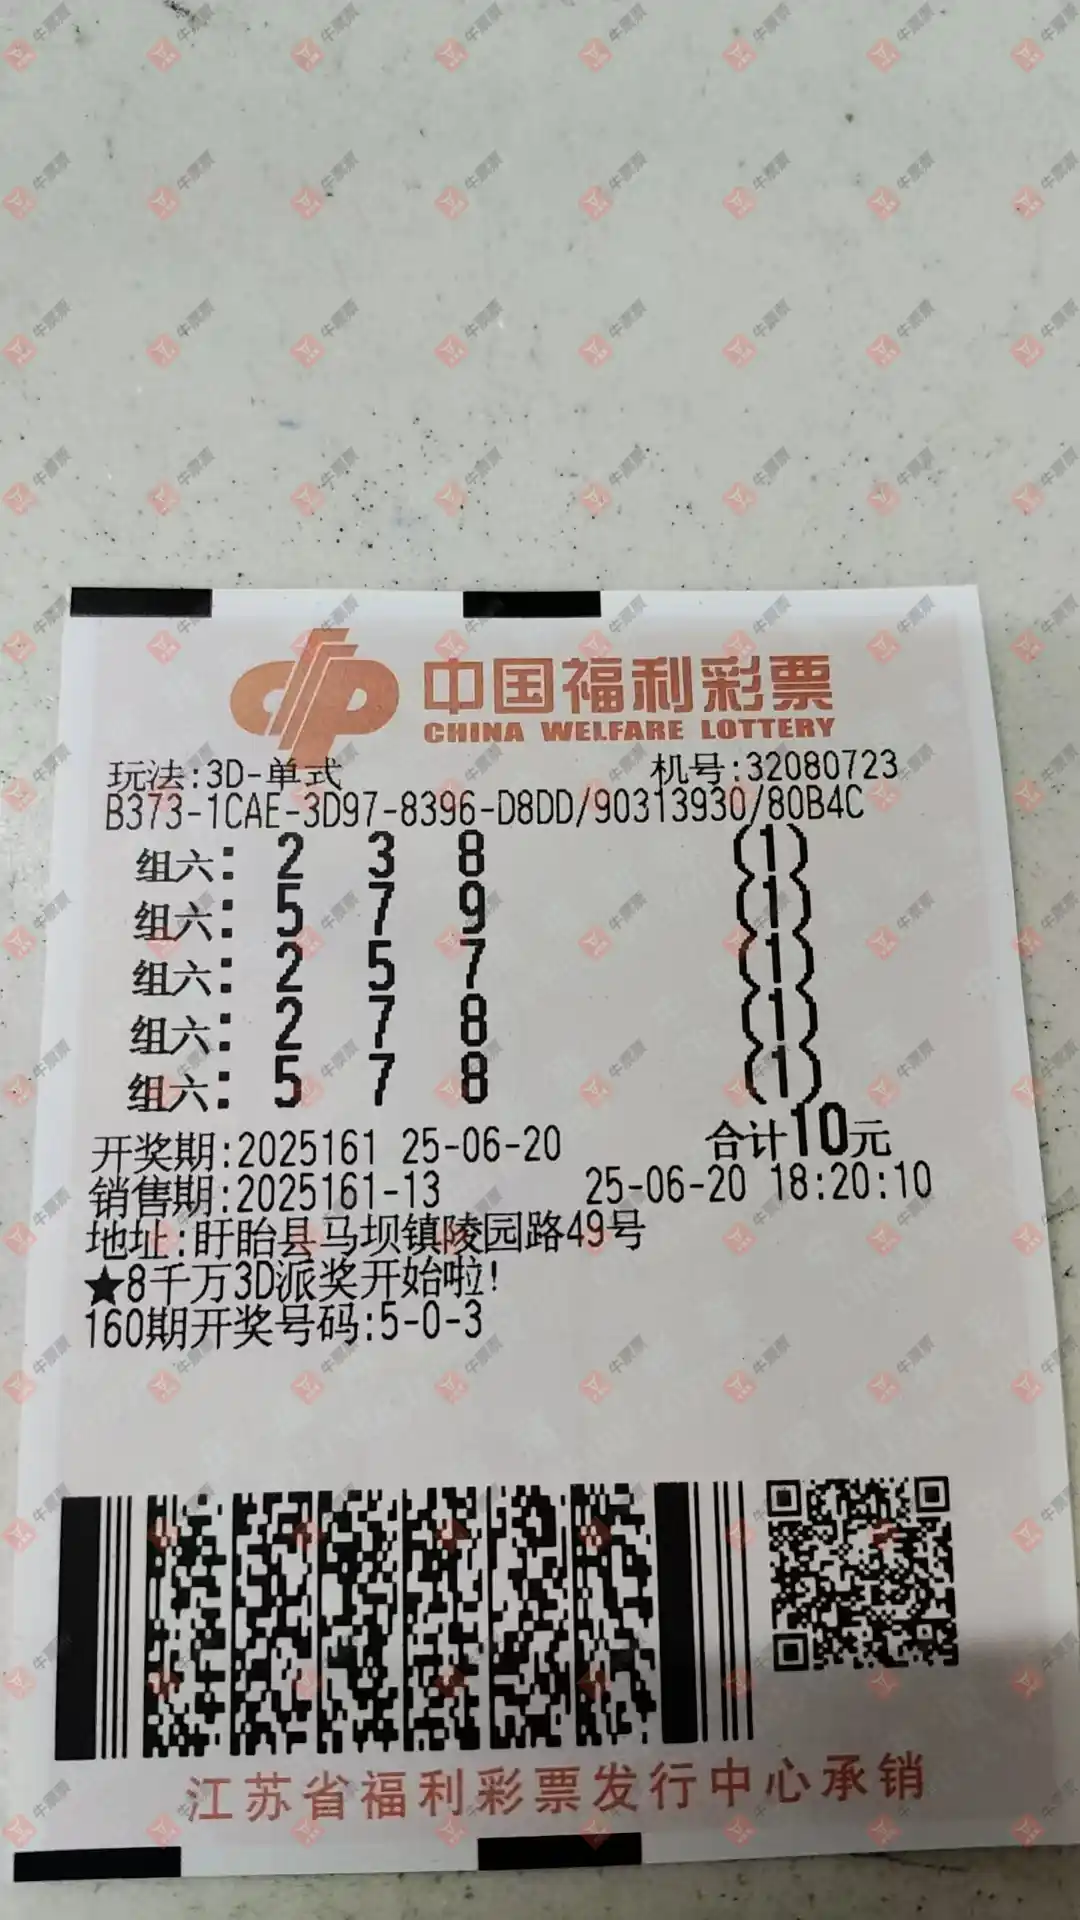 中国福利彩票
CHINA WELFARE LOTTERY
玩法:3D-单式 机号:32080723
B373-1CAE-3D97-8396-D8DD/90313930/80B4C
组六: 2 3 8 (1)
组六: 5 7 9 (1)
组六: 2 5 7 (1)
组六: 2 7 8 (1)
组六: 5 7 8 (1)
开奖期:2025161 25-06-20 合计10元
销售期:2025161-13 25-06-20 18:20:10
地址:盱眙县马坝镇陵园路49号
★8千万3D派奖开始啦!
160期开奖号码:5-0-3
江苏省福利彩票发行中心承销
牛票票